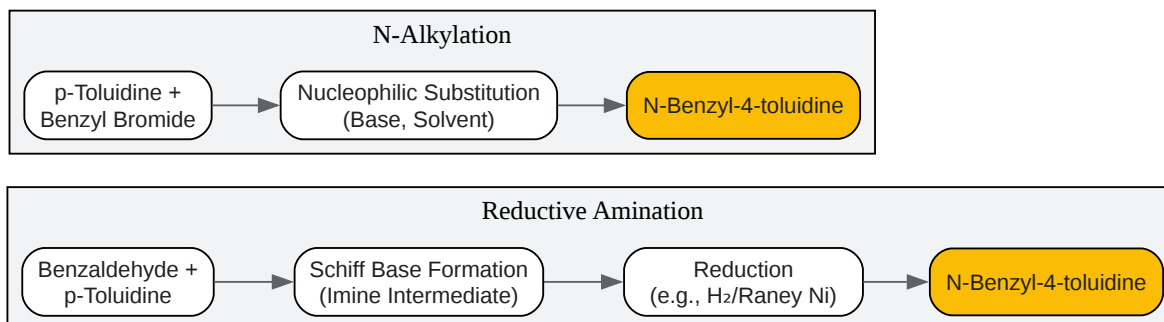 N-Alkylation
p-Toluidine +
Benzyl Bromide
Nucleophilic Substitution
(Base, Solvent)
N-Benzyl-4-toluidine
Reductive Amination
Benzaldehyde +
p-Toluidine
Schiff Base Formation
(Imine Intermediate)
Reduction
(e.g., H₂/Raney Ni)
N-Benzyl-4-toluidine